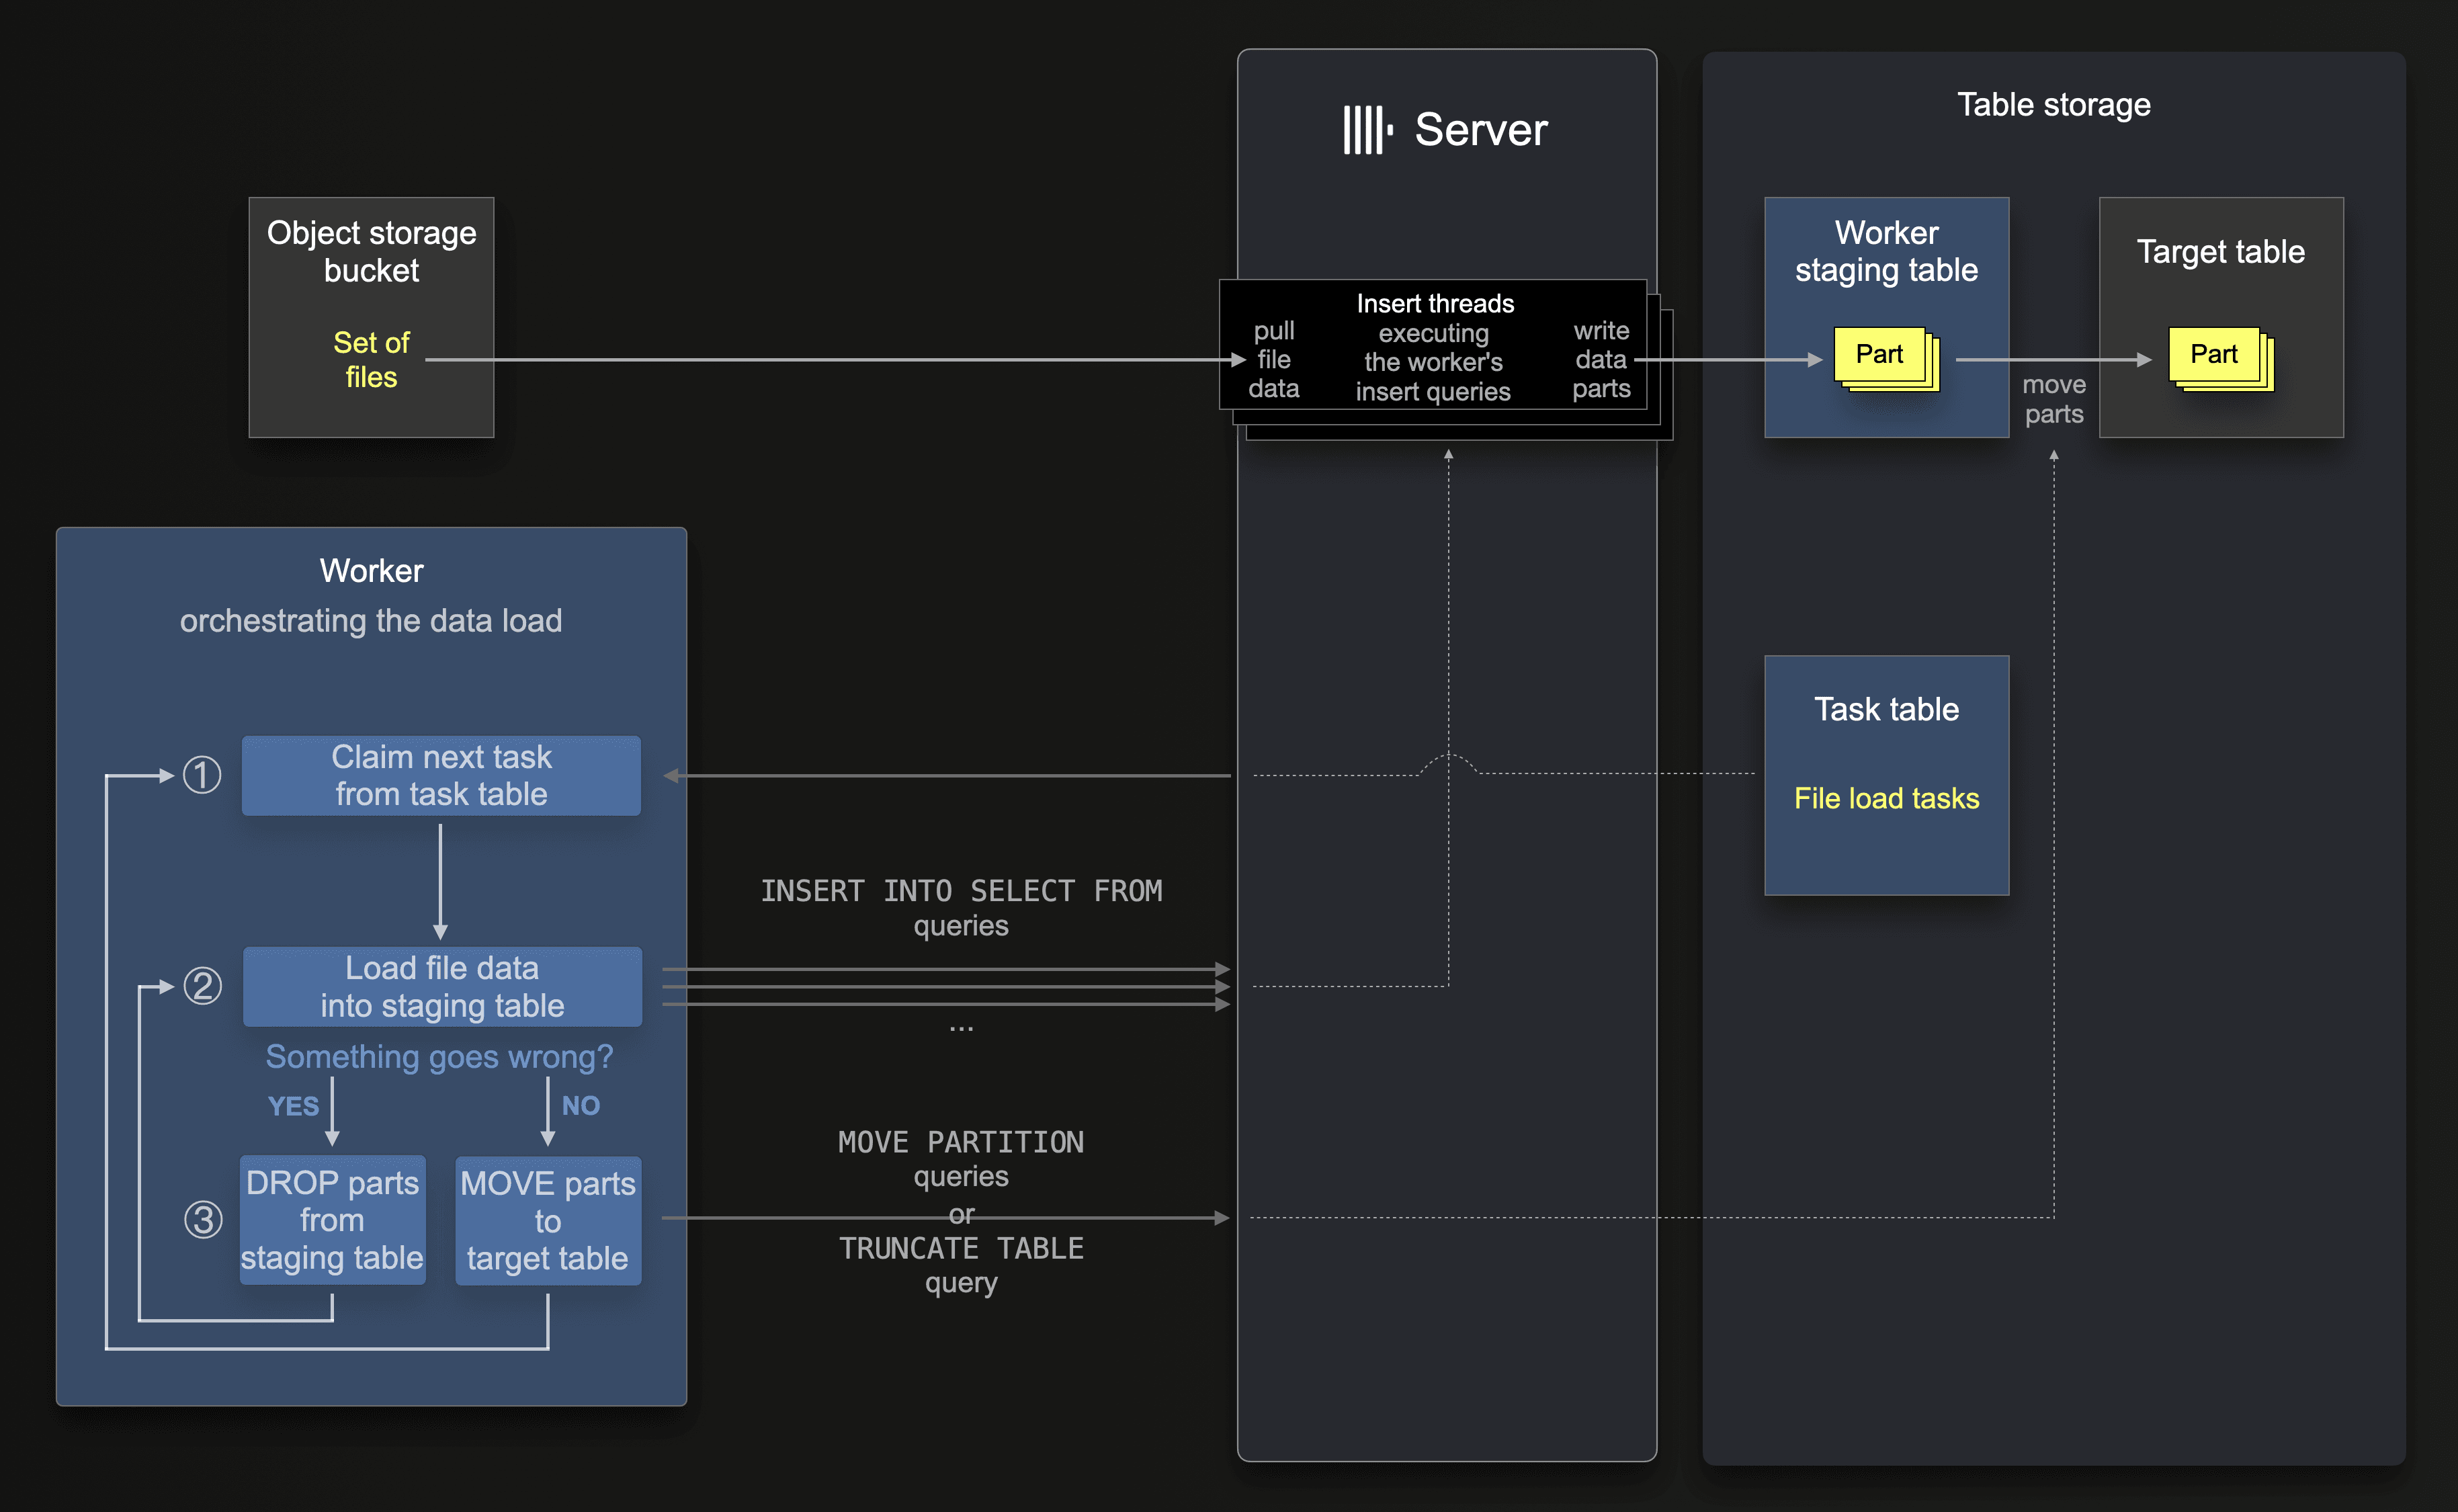 Server
Table storage
Object storage
bucket
Set of
files
Insert threads
executing
the worker's
insert queries
pull
file
data
write
data
parts
Worker
staging table
Part
move
parts
Target table
Part
Worker
orchestrating the data load
①
Claim next task
from task table
Task table
File load tasks
②
Load file data
into staging table
INSERT INTO SELECT FROM
queries
...
Something goes wrong?
YES
NO
③
DROP parts
from
staging table
MOVE parts
to
target table
MOVE PARTITION
queries
or
TRUNCATE TABLE
query